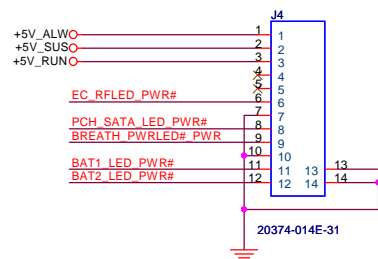 J4
+5V_ALW 1 1
+5V_SUS 2 2
+5V_RUN 3 3
4 4
5 5
EC_RFLED_PWR# 6 6
7 7
PCH_SATA_LED_PWR# 8 8
BREATH_PWRLED#_PWR 9 9
10 10
BAT1_LED_PWR# 11 11 13 13
BAT2_LED_PWR# 12 12 14 14
20374-014E-31